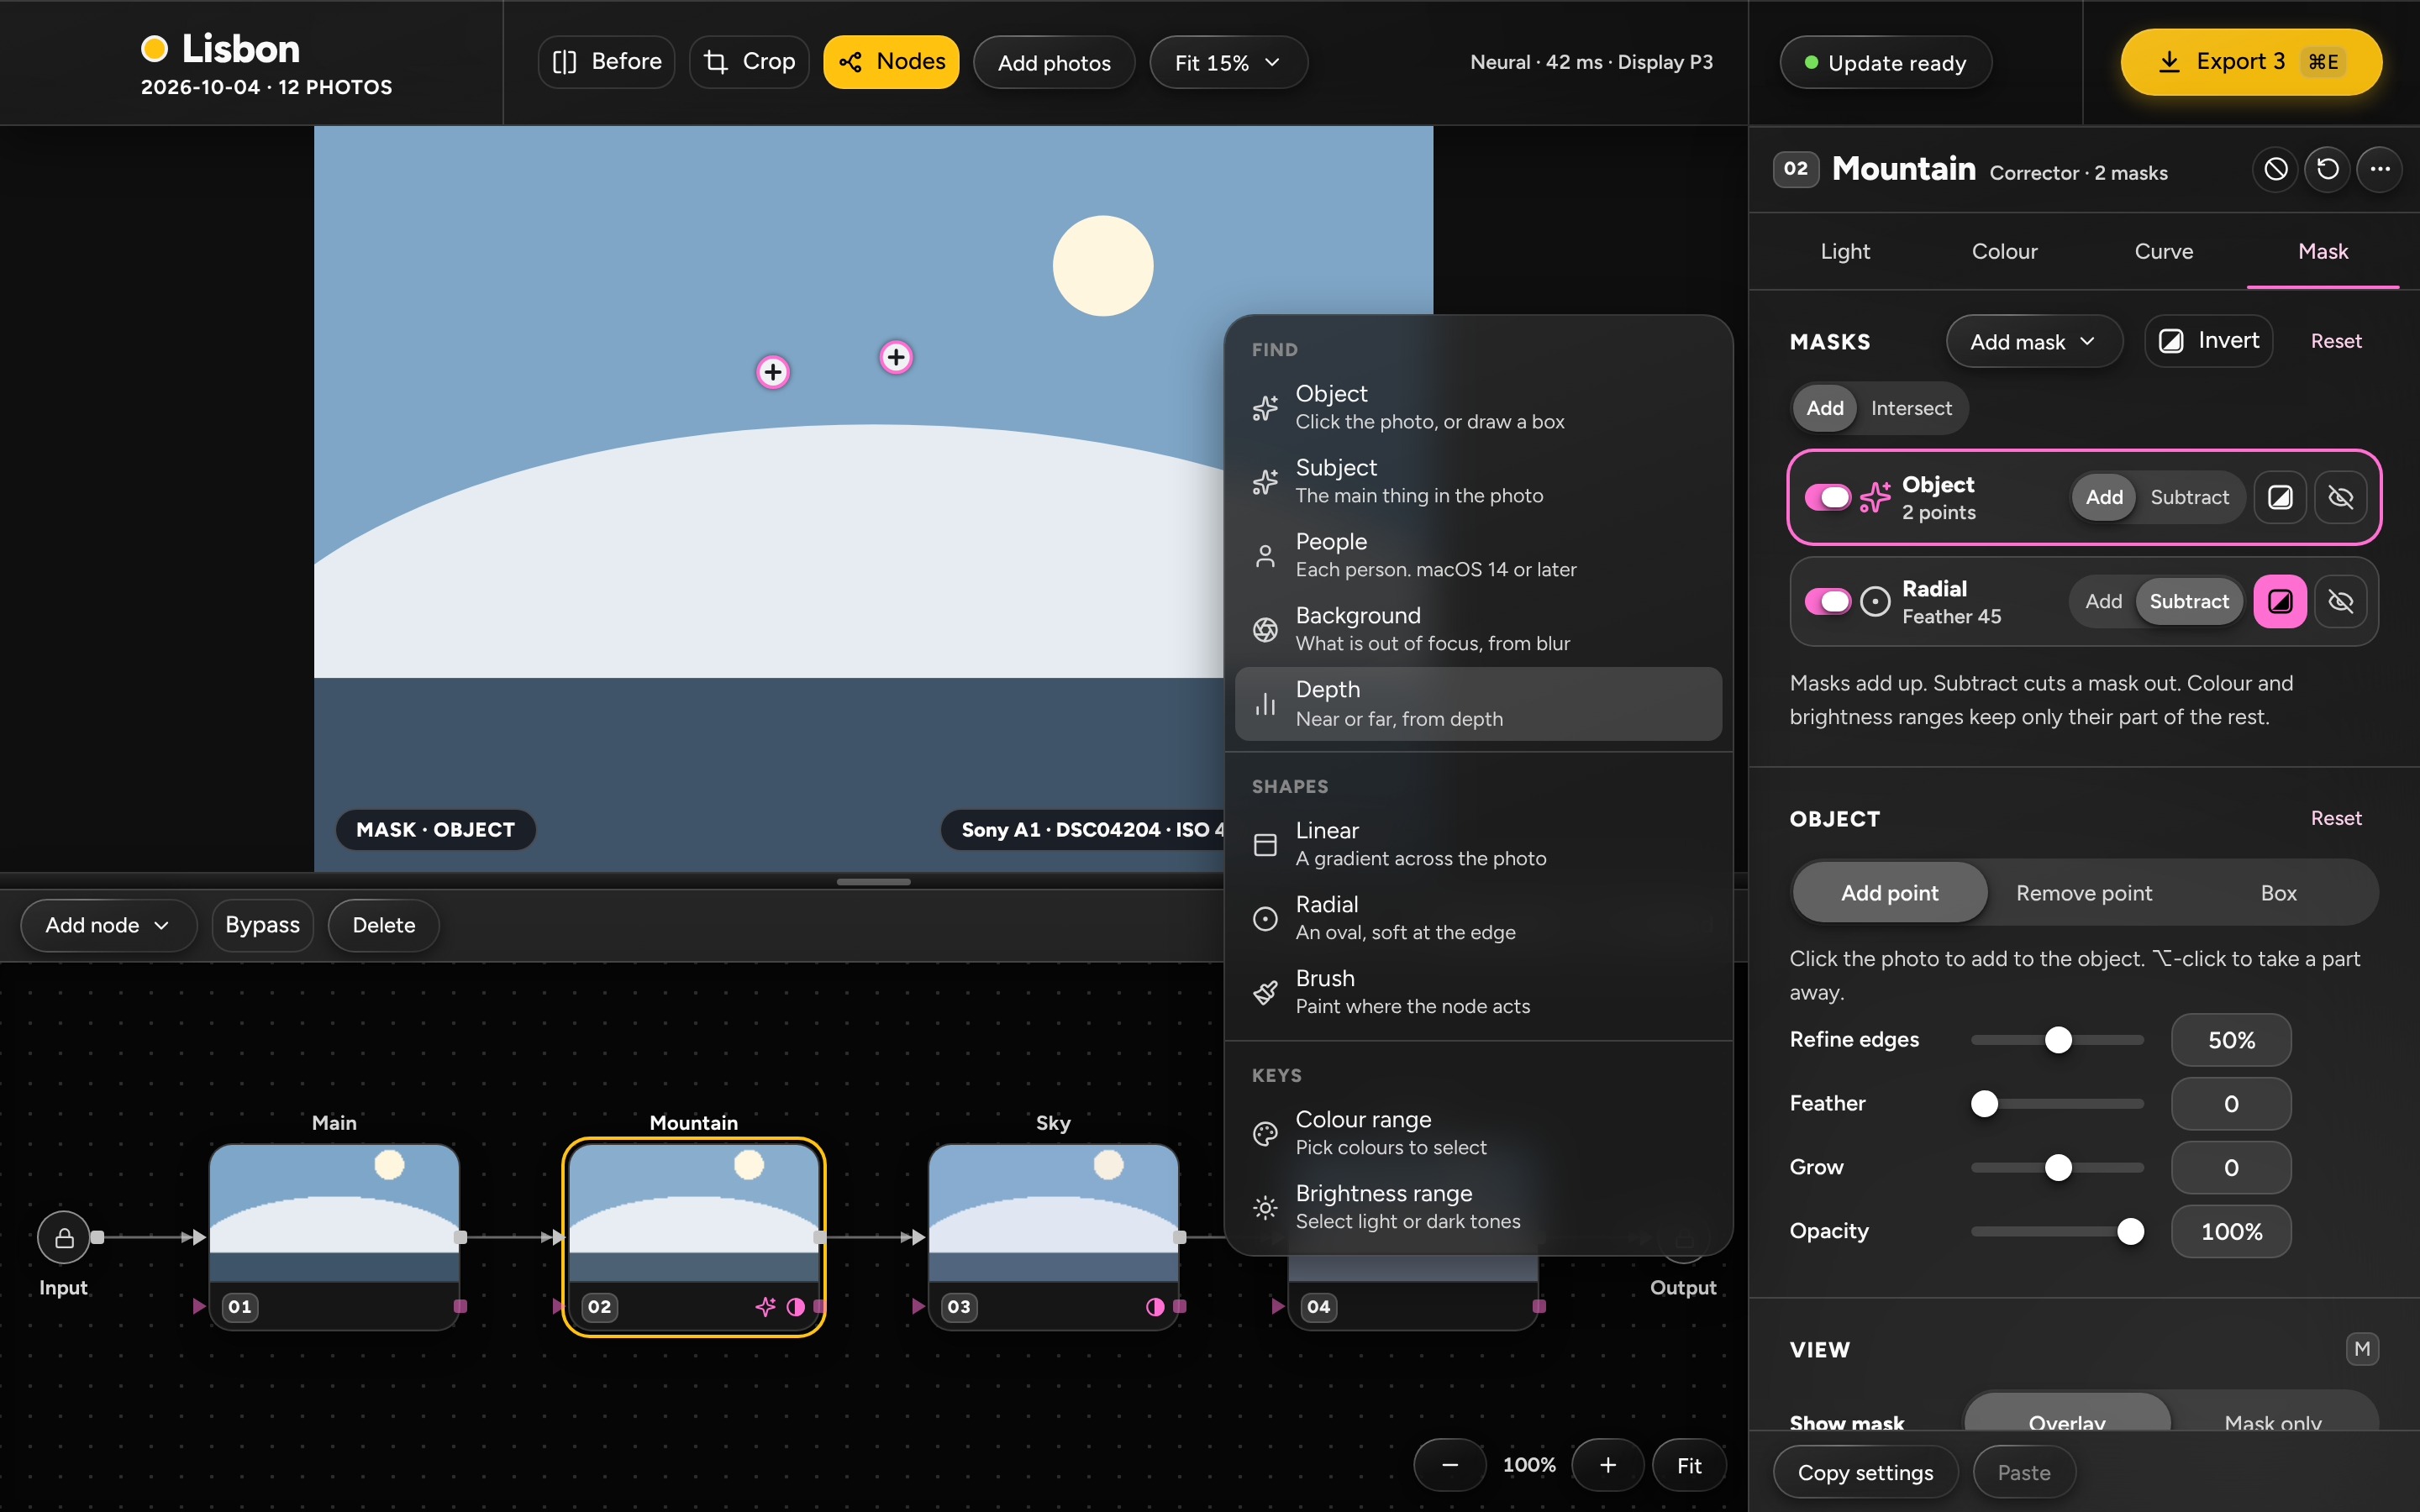 Lisbon
2026-10-04 · 12 PHOTOS
Before
Crop
Nodes
Add photos
Fit 15%
Neural · 42 ms · Display P3
Update ready
Export 3 ⌘E
02 Mountain Corrector · 2 masks
Light
Colour
Curve
Mask
MASKS
Add mask
Invert
Reset
Add
Intersect
Object
2 points
Add
Subtract
Radial
Feather 45
Add
Subtract
Masks add up. Subtract cuts a mask out. Colour and
brightness ranges keep only their part of the rest.
OBJECT
Reset
Add point
Remove point
Box
Click the photo to add to the object. ⌥-click to take a part
away.
Refine edges
50%
Feather
0
Grow
0
Opacity
100%
VIEW
M
Show mask
Overlay
Mask only
Copy settings
Paste
FIND
Object
Click the photo, or draw a box
Subject
The main thing in the photo
People
Each person. macOS 14 or later
Background
What is out of focus, from blur
Depth
Near or far, from depth
SHAPES
Linear
A gradient across the photo
Radial
An oval, soft at the edge
Brush
Paint where the node acts
KEYS
Colour range
Pick colours to select
Brightness range
Select light or dark tones
MASK · OBJECT
Sony A1 · DSC04204 · ISO
Add node
Bypass
Delete
Main
Mountain
Sky
Input
Output
01
02
03
04
100%
Fit